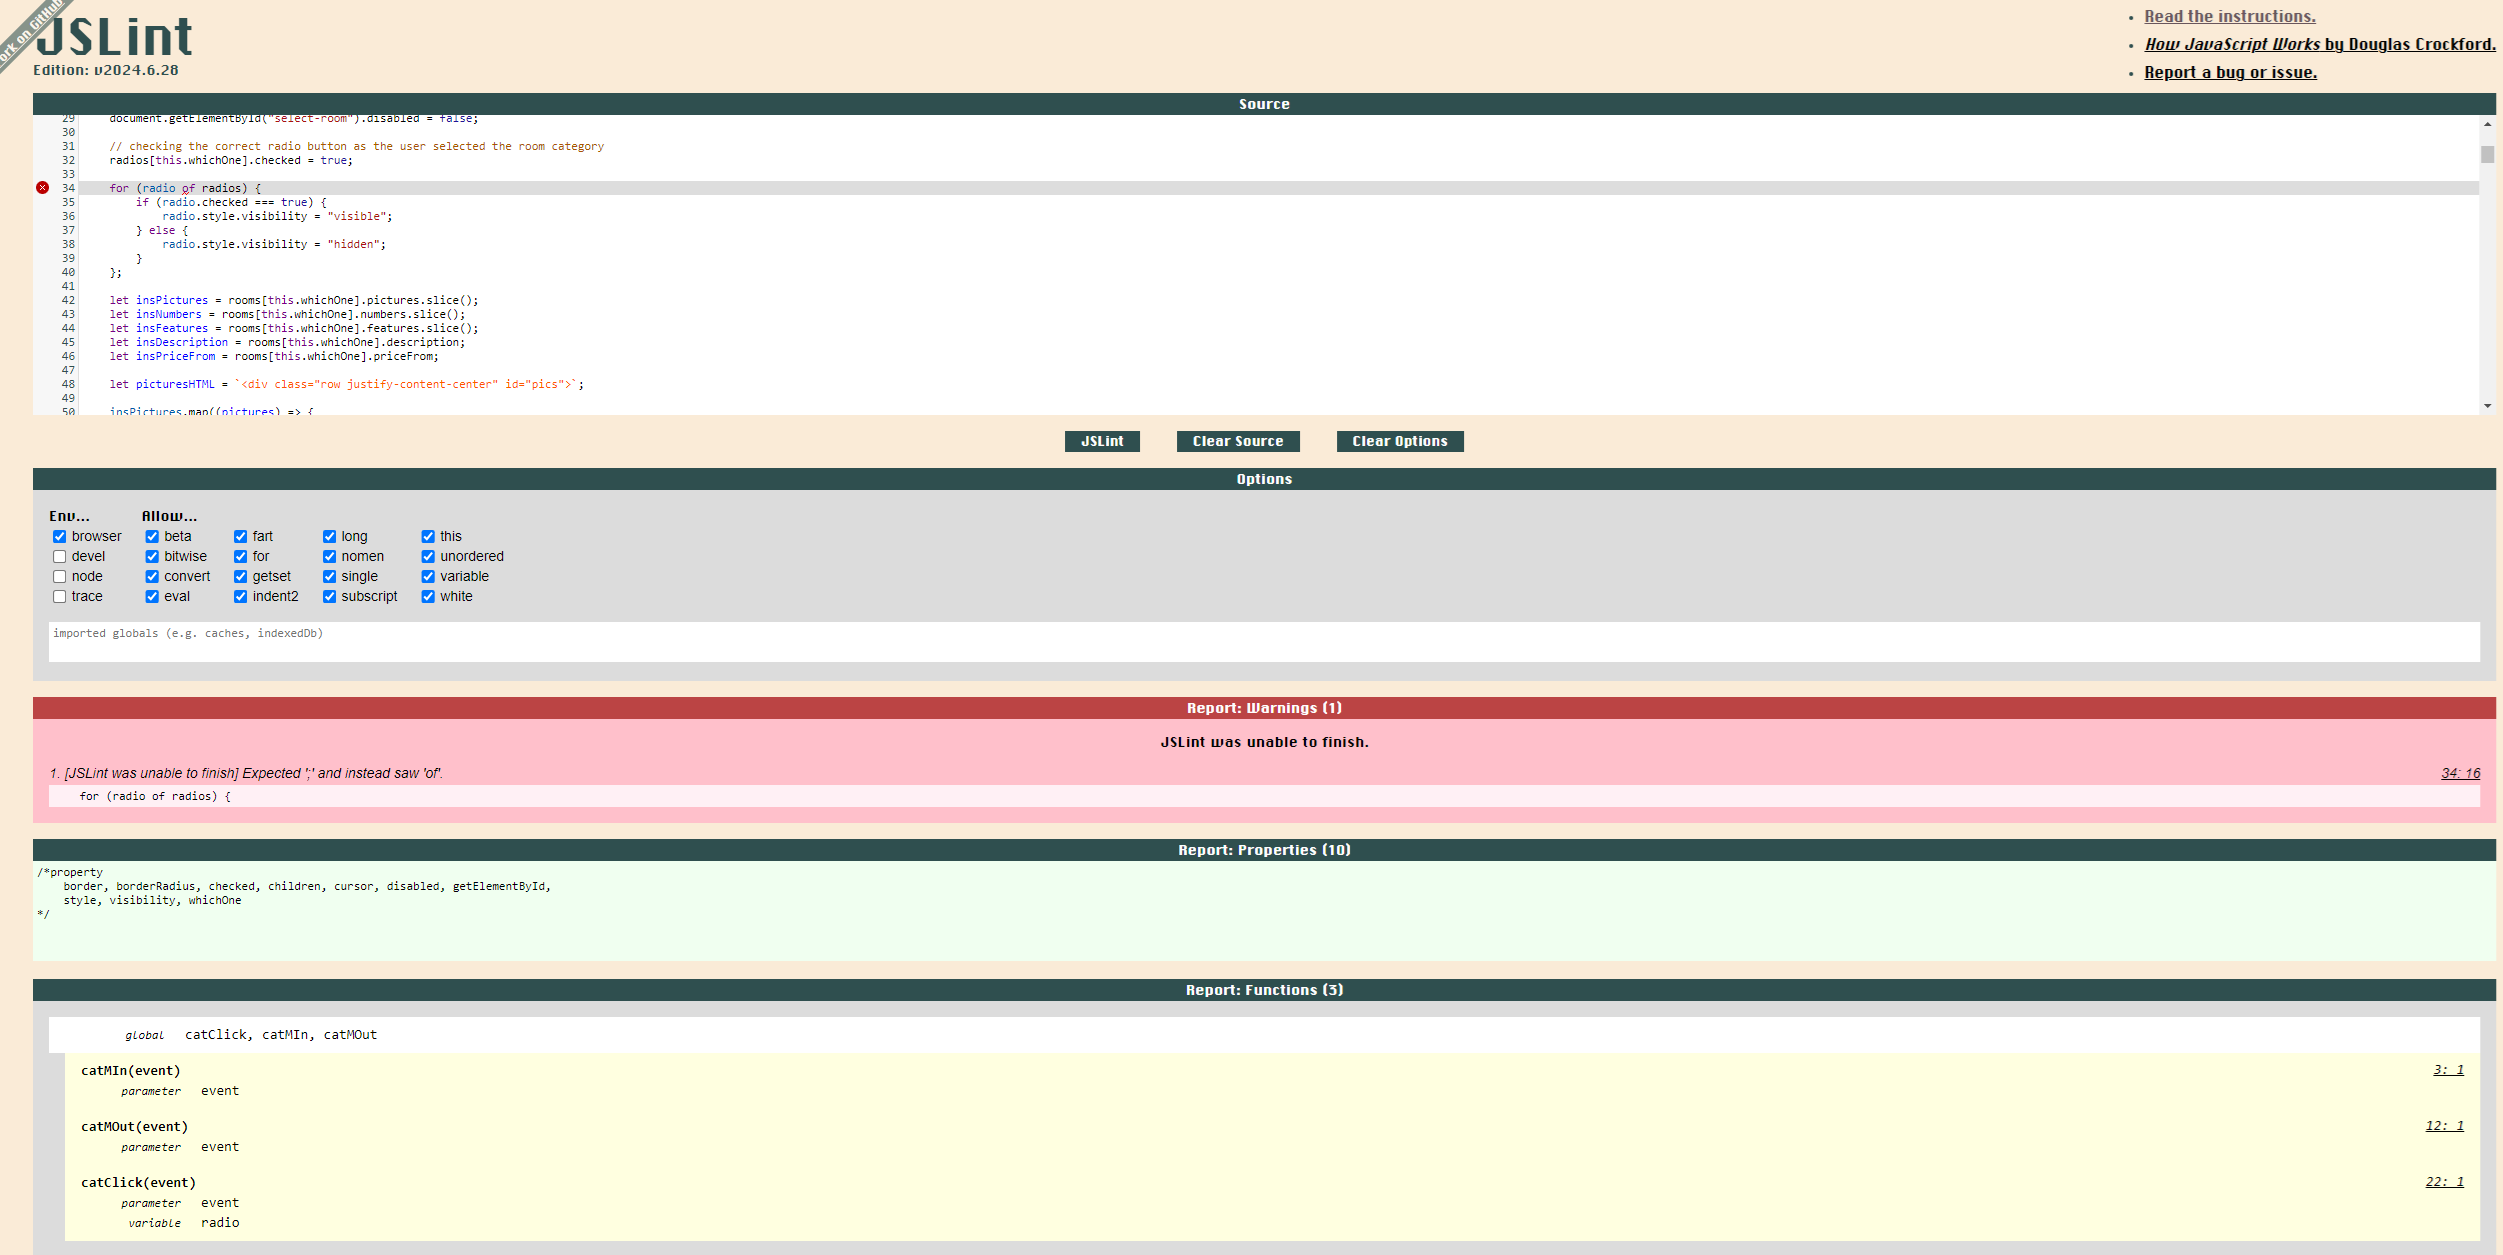 ork on GitHub
JSLint
Edition: v2024.6.28
Read the instructions.
How JavaScript Works by Douglas Crockford.
Report a bug or issue.
Source
29 document.getElementById("select-room").disabled = false;
30
31 // checking the correct radio button as the user selected the room category
32 radios[this.whichOne].checked = true;
33
34 for (radio of radios) {
35 if (radio.checked === true) {
36 radio.style.visibility = "visible";
37 } else {
38 radio.style.visibility = "hidden";
39 }
40 };
41
42 let insPictures = rooms[this.whichOne].pictures.slice();
43 let insNumbers = rooms[this.whichOne].numbers.slice();
44 let insFeatures = rooms[this.whichOne].features.slice();
45 let insDescription = rooms[this.whichOne].description;
46 let insPriceFrom = rooms[this.whichOne].priceFrom;
47
48 let picturesHTML = `<div class="row justify-content-center" id="pics">`;
49
50 insPictures.map((pictures) => {
JSLint Clear Source Clear Options
Options
Env... Allow...
browser beta fart long this
devel bitwise for nomen unordered
node convert getset single variable
trace eval indent2 subscript white
imported globals (e.g. caches, indexedDb)
Report: Warnings (1)
JSLint was unable to finish.
1. [JSLint was unable to finish] Expected ';' and instead saw 'of'. 34: 16
for (radio of radios) {
Report: Properties (10)
/*property
border, borderRadius, checked, children, cursor, disabled, getElementById,
style, visibility, whichOne
*/
Report: Functions (3)
global catClick, catMIn, catMOut
catMIn(event) 3: 1
parameter event
catMOut(event) 12: 1
parameter event
catClick(event) 22: 1
parameter event
variable radio